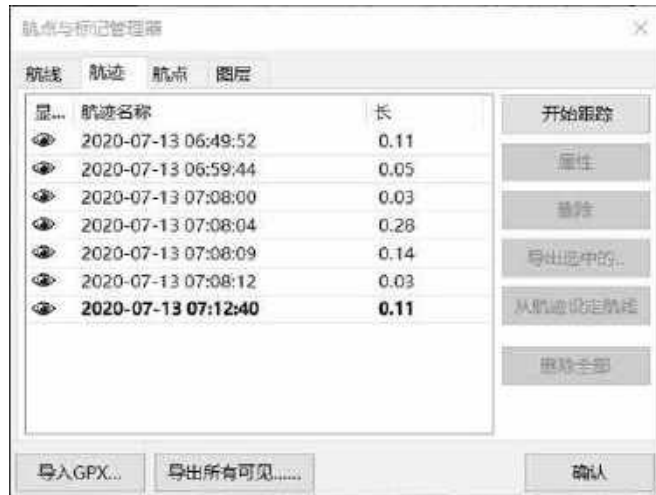 航点与标记管理器
航线 航迹 航点 图层
显... 航迹名称 长
2020-07-13 06:49:52 0.11
2020-07-13 06:59:44 0.05
2020-07-13 07:08:00 0.03
2020-07-13 07:08:04 0.28
2020-07-13 07:08:09 0.14
2020-07-13 07:08:12 0.03
2020-07-13 07:12:40 0.11
开始跟踪
属性
删除
导出选中的...
从航迹设定航线
删除全部
导入GPX...
导出所有可见......
确认